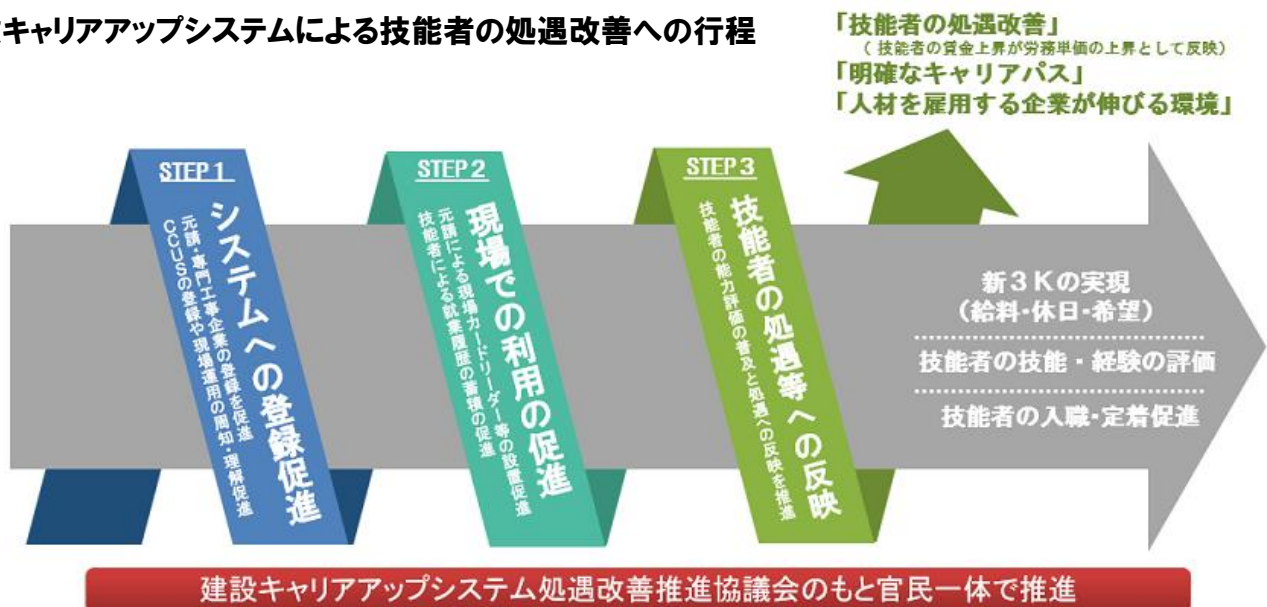 キャリアアップシステムによる技能者の処遇改善への行程
「技能者の処遇改善」
（ 技能者の賃金上昇が労務単価の上昇として反映）
「明確なキャリアパス」
「人材を雇用する企業が伸びる環境」
STEP1
システムへの登録促進
元請・専門工事企業の登録を促進
CCUSの登録や現場運用の周知・理解促進
STEP2
現場での利用の促進
元請による現場カードリーダー等の設置促進
技能者による就業履歴の蓄積の促進
STEP3
技能者の処遇等への反映
技能者の能力評価の普及と処遇への反映を推進
新３Ｋの実現
（給料・休日・希望）
技能者の技能・経験の評価
技能者の入職・定着促進
建設キャリアアップシステム処遇改善推進協議会のもと官民一体で推進